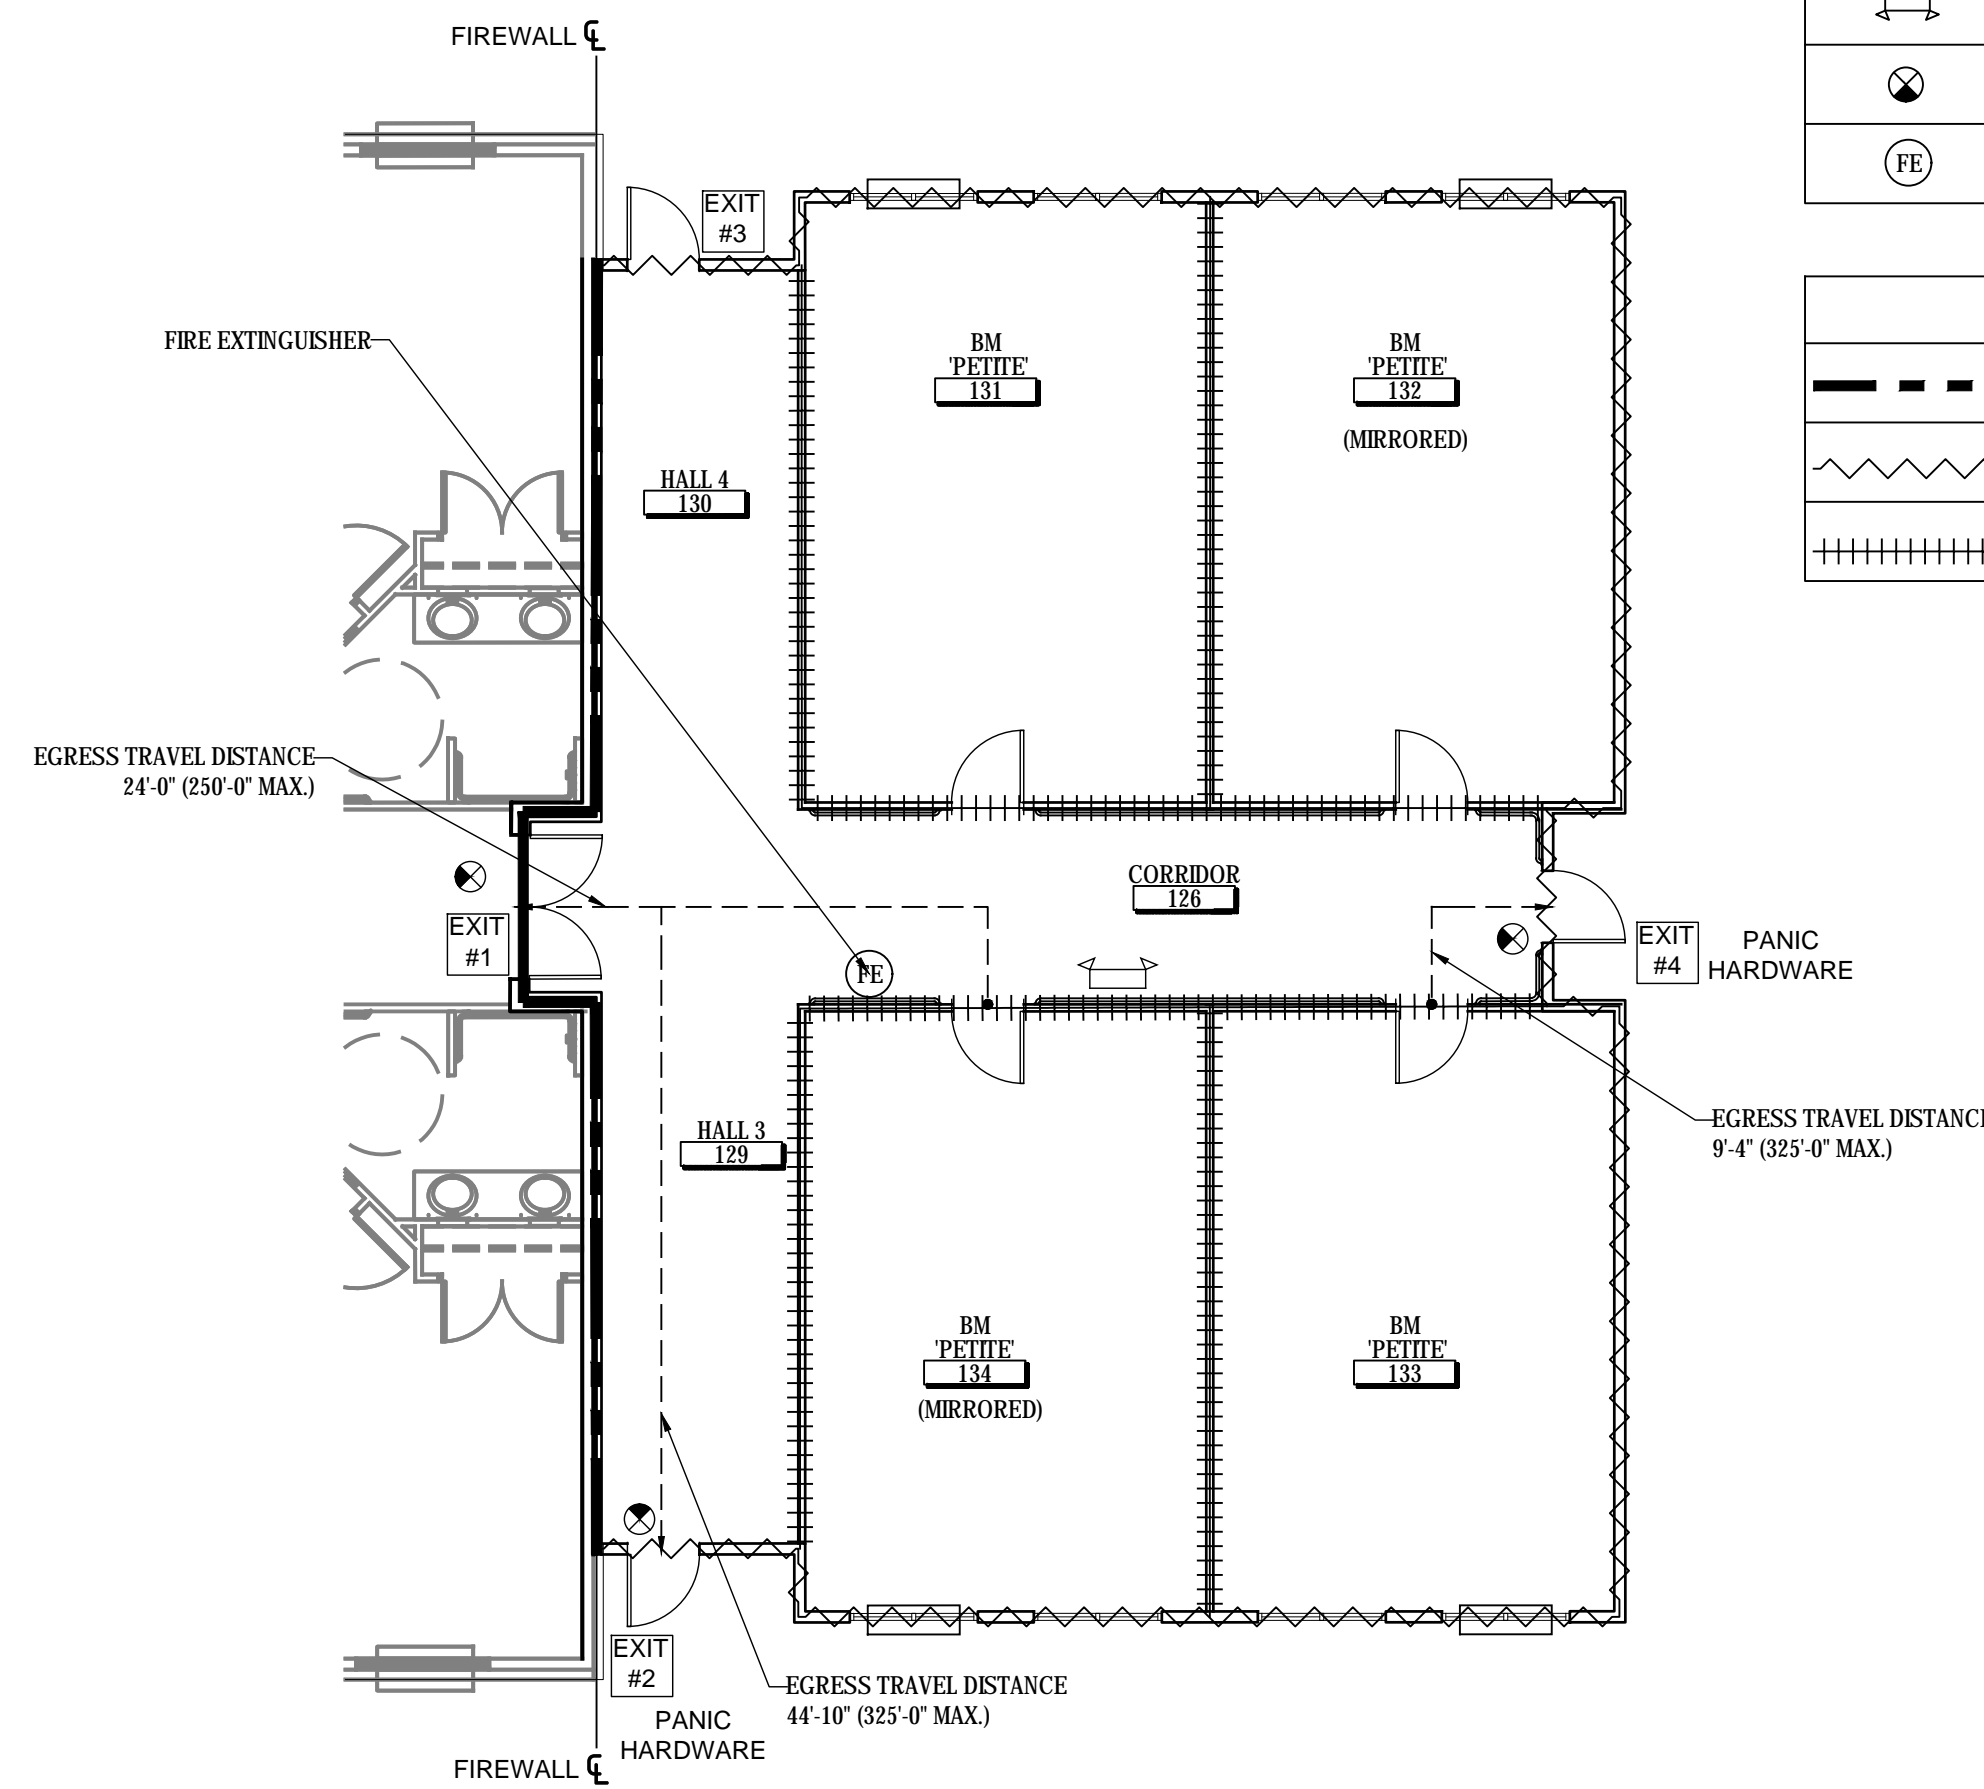 FIREWALL ℄
FE
EXIT
#3
FIRE EXTINGUISHER
BM
'PETITE'
131
BM
'PETITE'
132
(MIRRORED)
HALL 4
130
EGRESS TRAVEL DISTANCE
24'-0" (250'-0" MAX.)
CORRIDOR
126
EXIT
#1
FE
EXIT
#4
PANIC
HARDWARE
HALL 3
129
EGRESS TRAVEL DISTANCE
9'-4" (325'-0" MAX.)
BM
'PETITE'
134
(MIRRORED)
BM
'PETITE'
133
EXIT
#2
PANIC
HARDWARE
EGRESS TRAVEL DISTANCE
44'-10" (325'-0" MAX.)
FIREWALL ℄